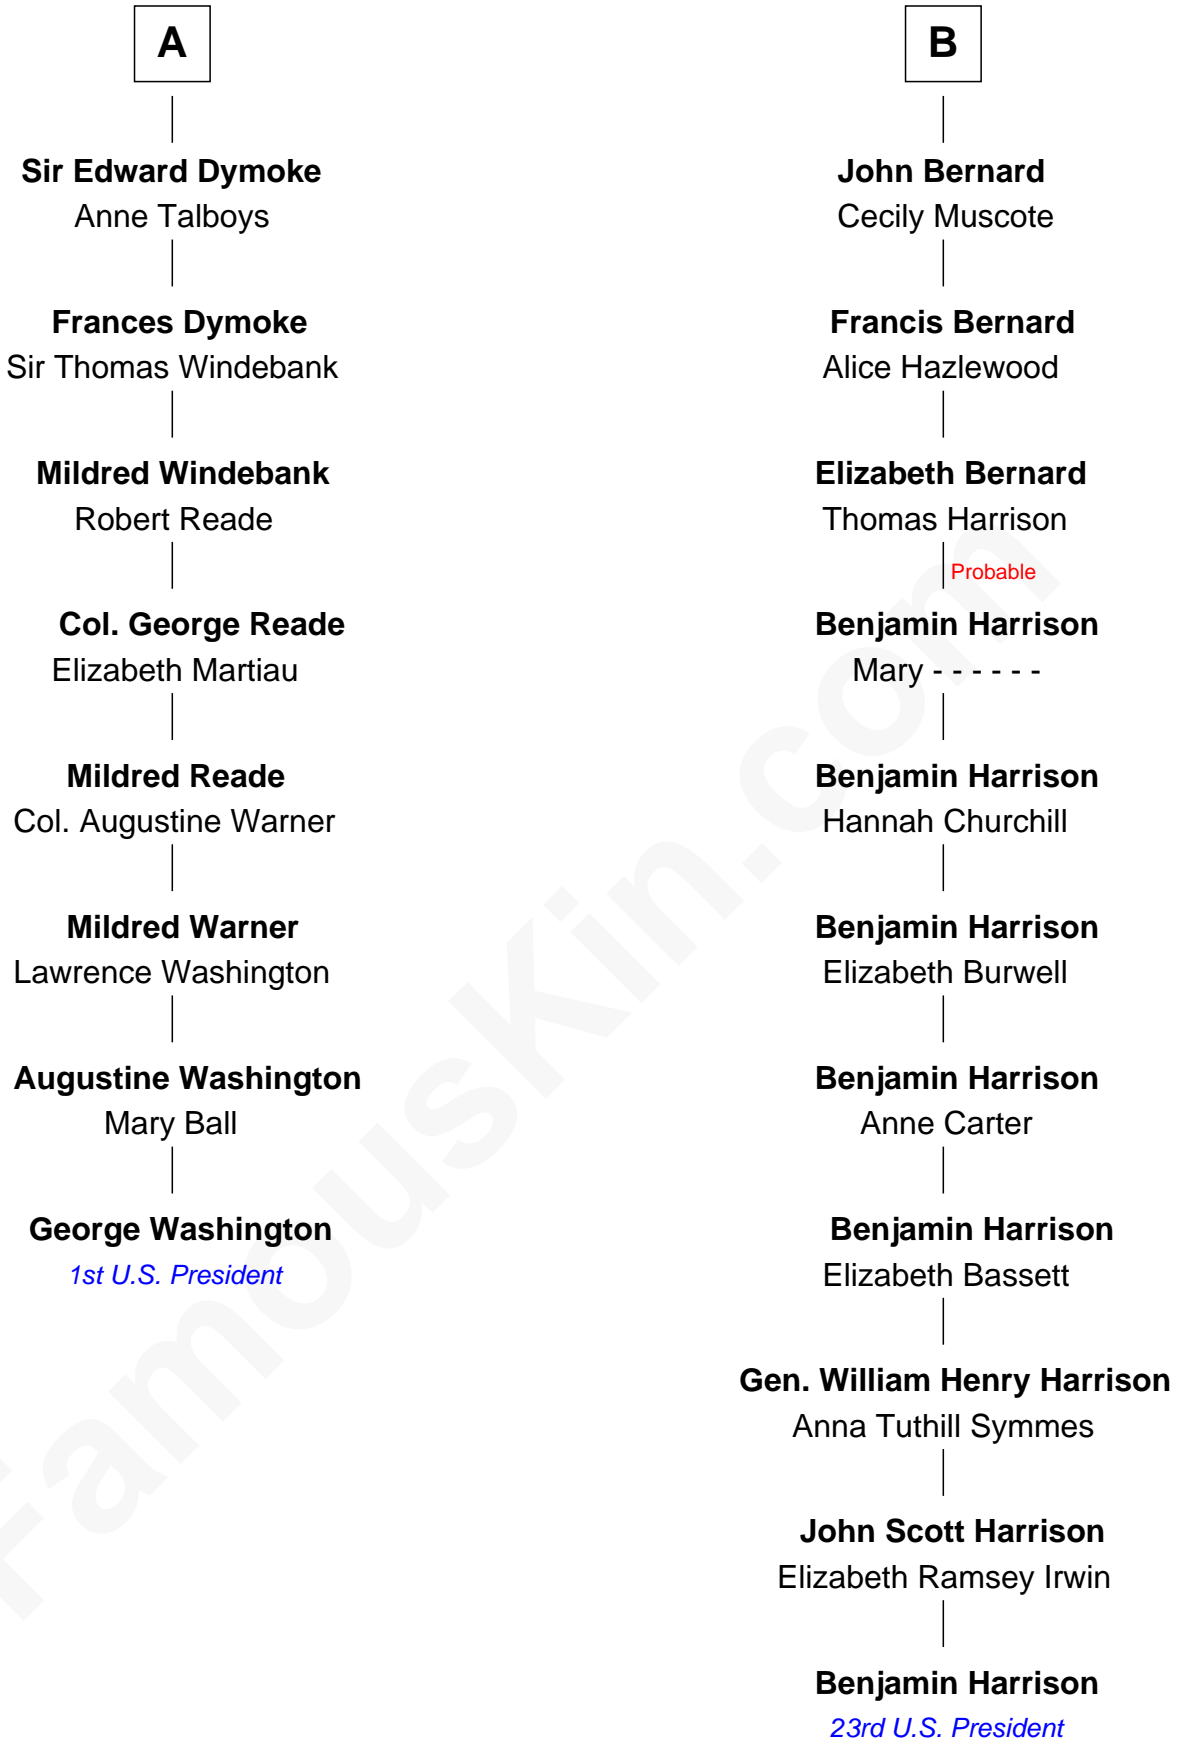 A
Sir Edward Dymoke
Anne Talboys
Frances Dymoke
Sir Thomas Windebank
Mildred Windebank
Robert Reade
Col. George Reade
Elizabeth Martiau
Mildred Reade
Col. Augustine Warner
Mildred Warner
Lawrence Washington
Augustine Washington
Mary Ball
George Washington
1st U.S. President
B
John Bernard
Cecily Muscote
Francis Bernard
Alice Hazlewood
Elizabeth Bernard
Thomas Harrison
Probable
Benjamin Harrison
Mary - - - - - -
Benjamin Harrison
Hannah Churchill
Benjamin Harrison
Elizabeth Burwell
Benjamin Harrison
Anne Carter
Benjamin Harrison
Elizabeth Bassett
Gen. William Henry Harrison
Anna Tuthill Symmes
John Scott Harrison
Elizabeth Ramsey Irwin
Benjamin Harrison
23rd U.S. President
FamousKin.com